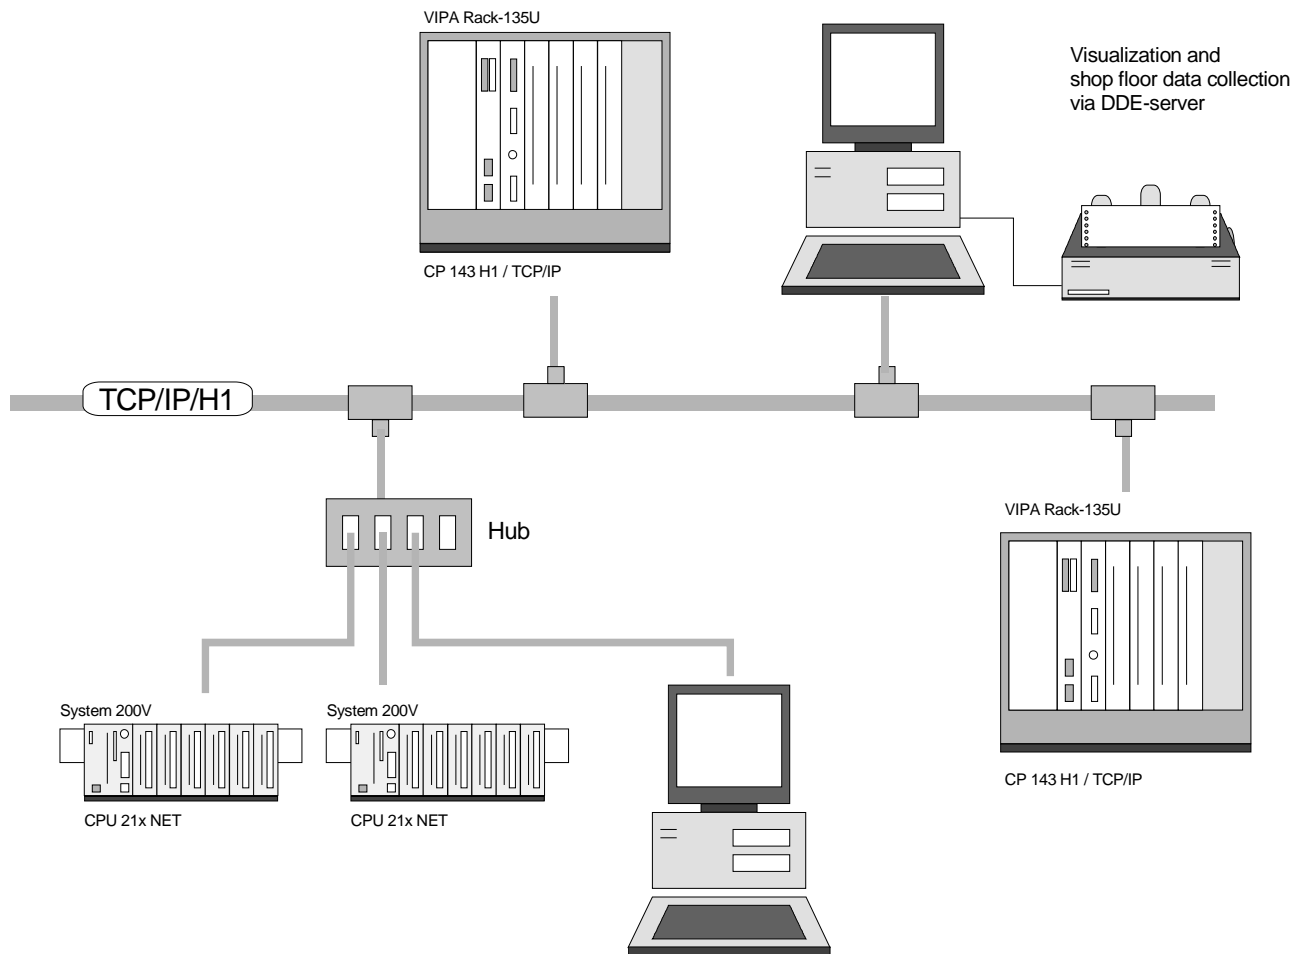 VIPA Rack-135U
Visualization and
shop floor data collection
via DDE-server
CP 143 H1 / TCP/IP
TCP/IP/H1
Hub
VIPA Rack-135U
System 200V
System 200V
CP 143 H1 / TCP/IP
CPU 21x NET
CPU 21x NET